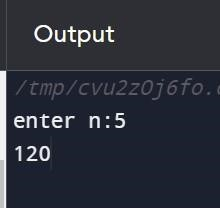 Output
/tmp/cvu2zOj6fo.
enter n:5
120